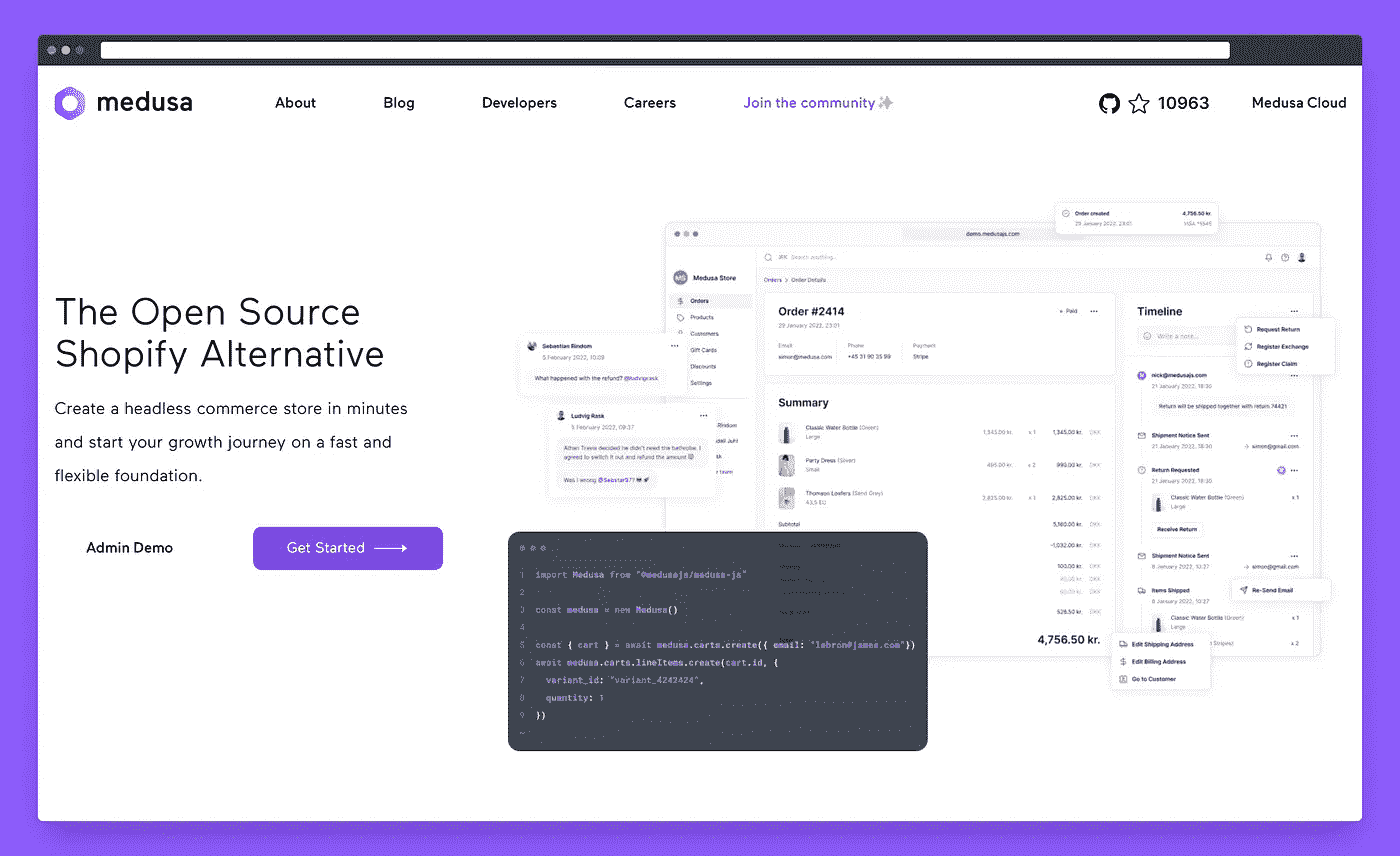 medusa
About
Blog
Developers
Careers
Join the community
10963
Medusa Cloud
The Open Source
Shopify Alternative
Create a headless commerce store in minutes
and start your growth journey on a fast and
flexible foundation.
Admin Demo
Get Started
Order created
4,756.50 kr.
29 January 2022, 23:01
demo.medusajs.com
MS
Medusa Store
Search anything...
Orders
Products
Customers
Gift Cards
Discounts
Settings
Orders > Order Details
Order #2414
29 January 2022, 23:01
Paid
Email
Phone
Payment
simon@medusa.com
+45 31 90 35 99
Stripe
Summary
Classic Water Bottle (Green)
Large
1,345.00 kr.
x 1
1,345.00 kr.
DKK
Party Dress (Silver)
Small
495.00 kr.
x 2
990.00 kr.
DKK
Thomson Loafers (Sand Grey)
43,5 EU
2,825.00 kr.
x 1
2,825.00 kr.
DKK
Subtotal
5,160.00 kr.
DKK
-1,032.00 kr.
DKK
100.00 kr.
DKK
528.50 kr.
DKK
4,756.50 kr.
Timeline
Write a note...
Request Return
Register Exchange
Register Claim
nick@medusajs.com
21 January 2022, 18:30
Return will be shipped together with return 74421
Shipment Notice Sent
21 January 2022, 18:30
simon@gmail.com
Return Requested
21 January 2022, 18:30
Classic Water Bottle (Green)
Large
x 1
Receive Return
Shipment Notice Sent
8 January 2022, 10:27
simon@gmail.com
Items Shipped
8 January 2022, 10:27
Re-Send Email
Classic Water Bottle (Green)
Large
x 1
x 2
Edit Shipping Address
Edit Billing Address
Go to Customer
Sebastian Rindom
5 February 2022, 10:09
What happened with the refund? @ludvigrask
Ludvig Rask
5 February 2022, 09:37
agreed to switch it out and refund the amount
Was I wrong
Rindom
r team
1 import Medusa from "@medusajs/medusa-js"
2
3 const medusa = new Medusa()
4
5 const { cart } = await medusa.carts.create({ email: "lebron@james.com"})
6 await medusa.carts.lineItems.create(cart.id, {
7 variant_id: "variant_4242424",
8 quantity: 1
9 })
~